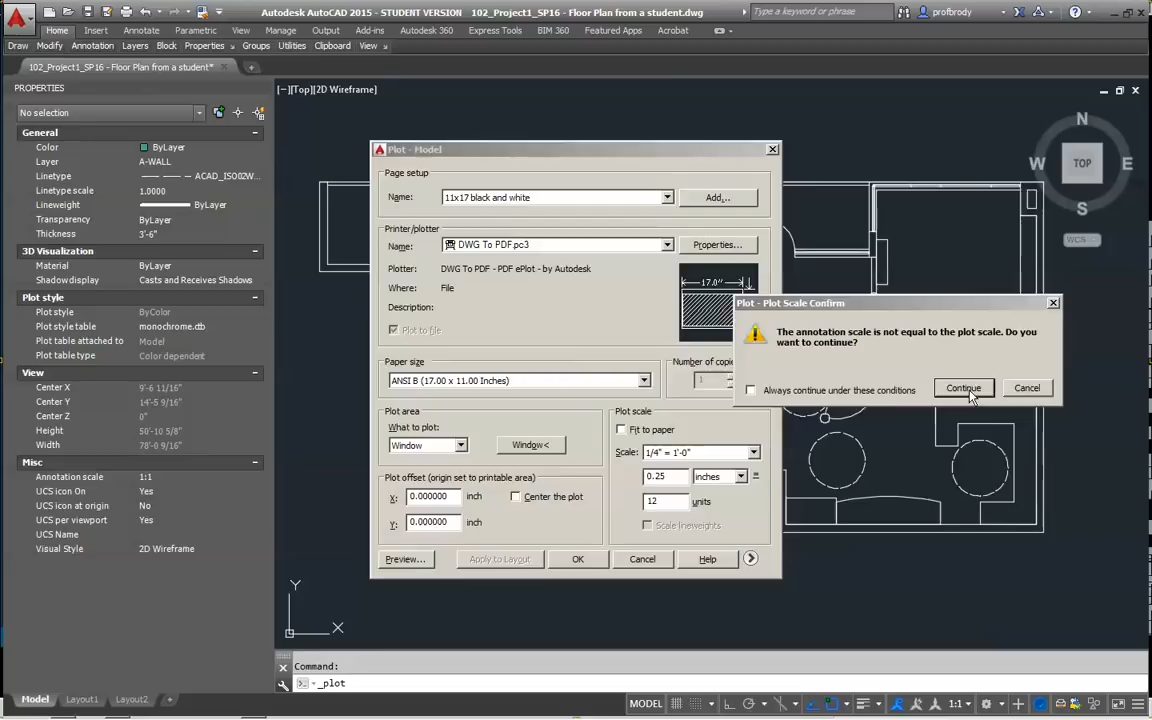 Autodesk AutoCAD 2015 - STUDENT VERSION 102_Project1_SP16 - Floor Plan from a student.dwg
Type a keyword or phrase
profbrody
Home Insert Annotate Parametric View Manage Output Add-ins Autodesk 360 Express Tools BIM 360 Featured Apps Acrobat
Draw Modify Annotation Layers Block Properties Groups Utilities Clipboard View
102_Project1_SP16 - Floor Plan from a student*
PROPERTIES
No selection
General
Color ByLayer
Layer A-WALL
Linetype ACAD_ISO02W...
Linetype scale 1.0000
Lineweight ByLayer
Transparency ByLayer
Thickness 3'-6"
3D Visualization
Material ByLayer
Shadow display Casts and Receives Shadows
Plot style
Plot style ByColor
Plot style table monochrome.ctb
Plot table attached to Model
Plot table type Color dependent
View
Center X 9'-6 11/16"
Center Y 14'-5 9/16"
Center Z 0"
Height 50'-10 5/8"
Width 78'-0 9/16"
Misc
Annotation scale 1:1
UCS icon On Yes
UCS icon at origin No
UCS per viewport Yes
UCS Name
Visual Style 2D Wireframe
[−][Top][2D Wireframe]
N
W TOP E
S
WCS
Plot - Model
Page setup
Name: 11x17 black and white Add...
Printer/plotter
Name: DWG To PDF.pc3 Properties...
Plotter: DWG To PDF - PDF ePlot - by Autodesk
Where: File
Description:
Plot to file
17.0''
Paper size
ANSI B (17.00 x 11.00 Inches)
Number of copie
1
Plot area
What to plot:
Window Window<
Plot offset (origin set to printable area)
X: 0.000000 inch Center the plot
Y: 0.000000 inch
Plot scale
Fit to paper
Scale: 1/4" = 1'-0"
0.25 inches =
12 units
Scale lineweights
Preview... Apply to Layout OK Cancel Help
Plot - Plot Scale Confirm
The annotation scale is not equal to the plot scale. Do you
want to continue?
Always continue under these conditions Continue Cancel
Y
X
Command:
_plot
Model Layout1 Layout2 +
MODEL 1:1